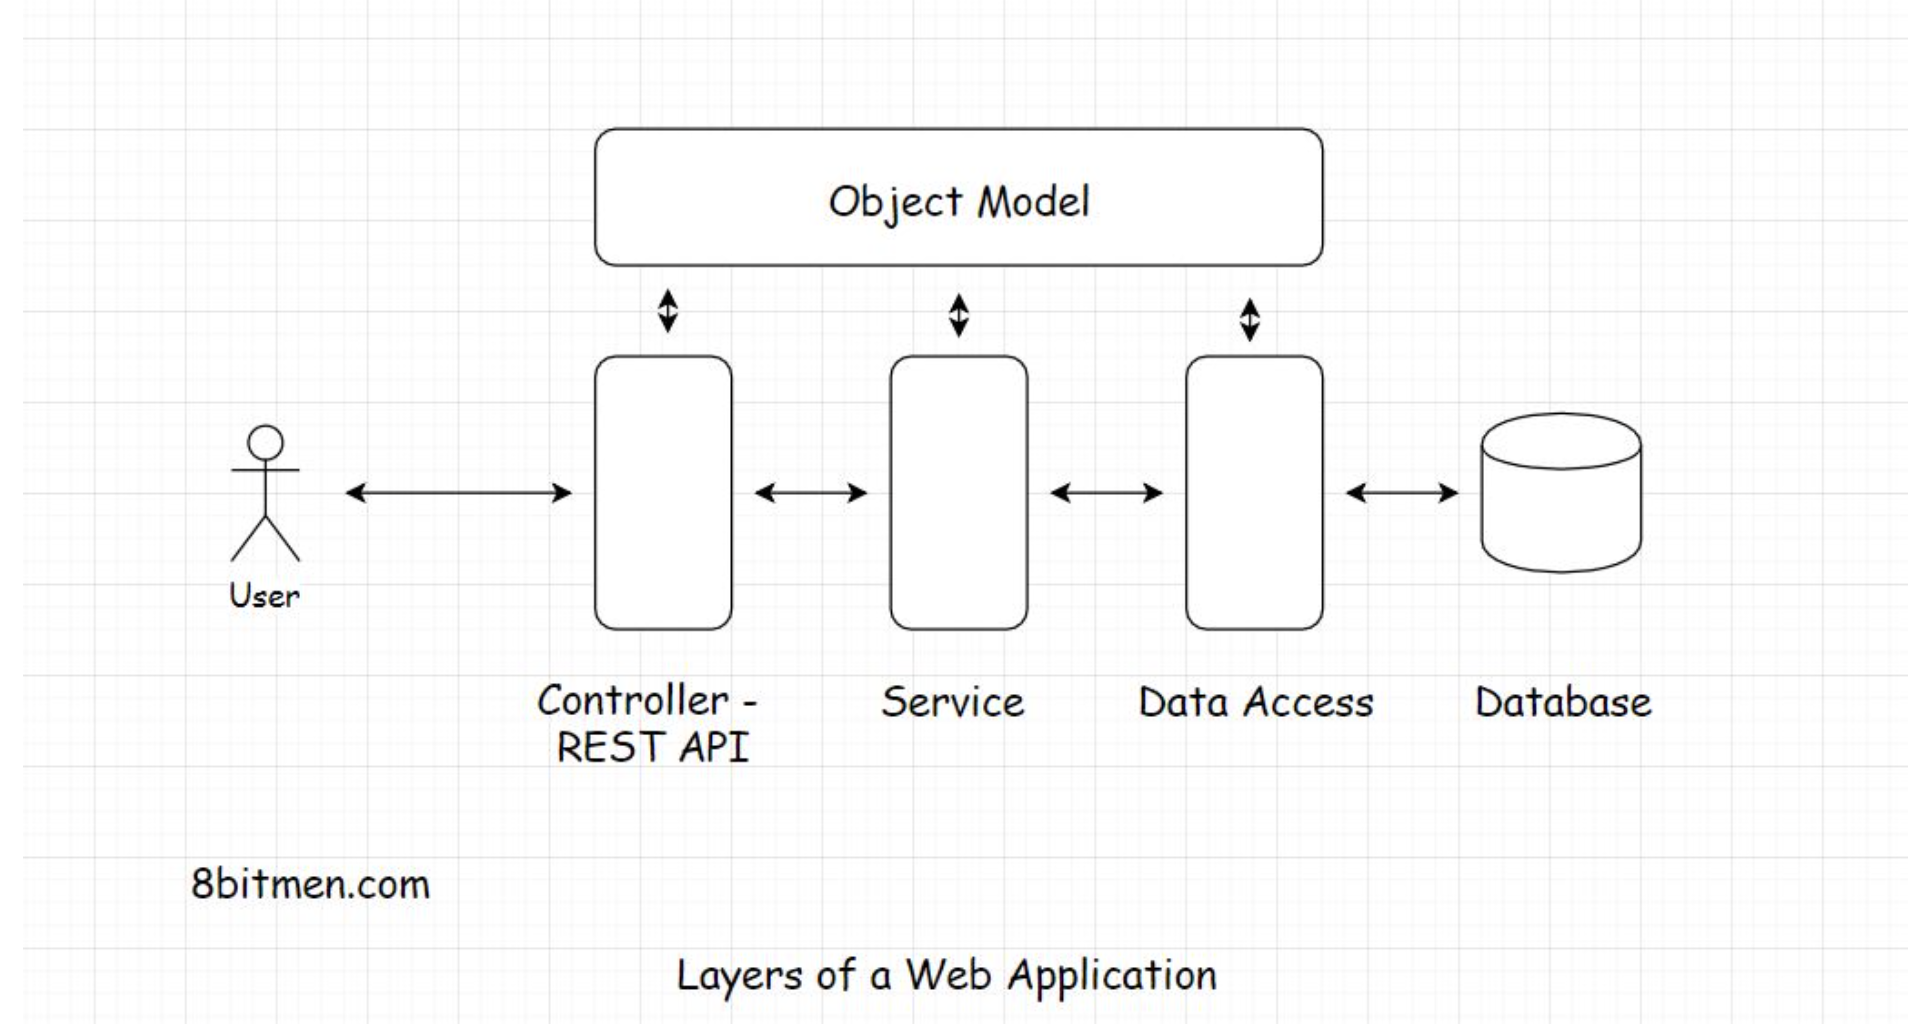 Object Model
User
Controller -
REST API
Service
Data Access
Database
8bitmen.com
Layers of a Web Application